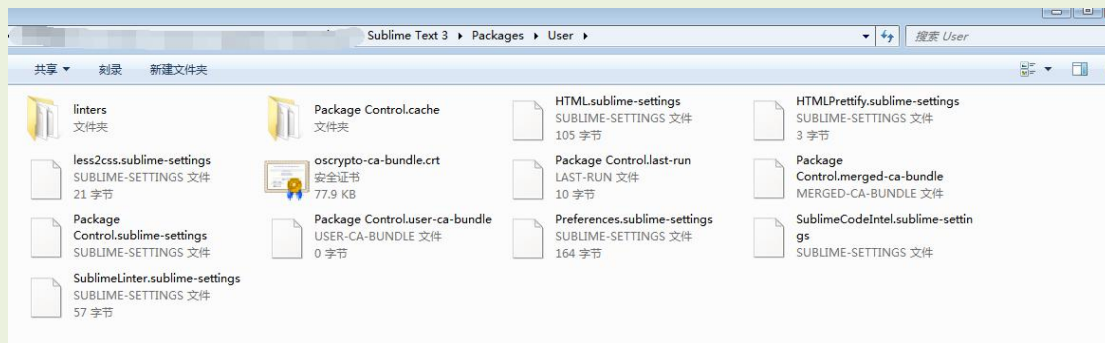 Sublime Text 3 ▸ Packages ▸ User ▸
搜索 User
共享 刻录 新建文件夹
linters
文件夹
Package Control.cache
文件夹
HTML.sublime-settings
SUBLIME-SETTINGS 文件
105 字节
HTMLPrettify.sublime-settings
SUBLIME-SETTINGS 文件
3 字节
less2css.sublime-settings
SUBLIME-SETTINGS 文件
21 字节
oscrypto-ca-bundle.crt
安全证书
77.9 KB
Package Control.last-run
LAST-RUN 文件
10 字节
Package
Control.merged-ca-bundle
MERGED-CA-BUNDLE 文件
Package
Control.sublime-settings
SUBLIME-SETTINGS 文件
Package Control.user-ca-bundle
USER-CA-BUNDLE 文件
0 字节
Preferences.sublime-settings
SUBLIME-SETTINGS 文件
164 字节
SublimeCodeIntel.sublime-settin
gs
SUBLIME-SETTINGS 文件
SublimeLinter.sublime-settings
SUBLIME-SETTINGS 文件
57 字节